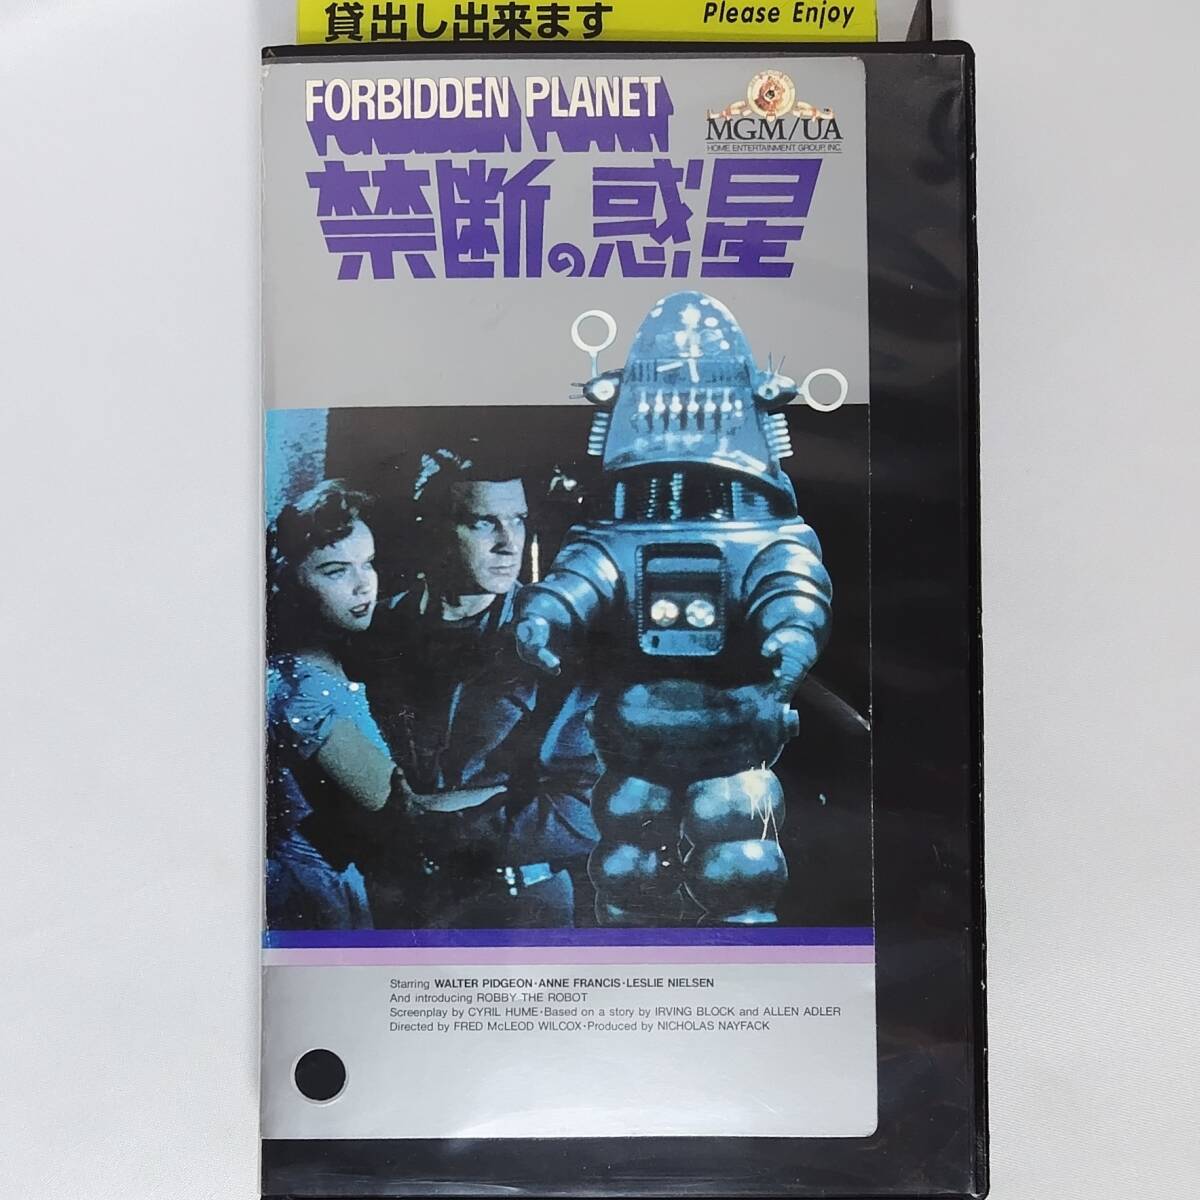 貸出し出来ます
Please Enjoy
FORBIDDEN PLANET
MGM/UA
HOME ENTERTAINMENT GROUP, INC.
禁断の惑星
Starring WALTER PIDGEON・ANNE FRANCIS・LESLIE NIELSEN
And introducing ROBBY THE ROBOT
Screenplay by CYRIL HUME・Based on a story by IRVING BLOCK and ALLEN ADLER
Directed by FRED McLEOD WILCOX・Produced by NICHOLAS NAYFACK